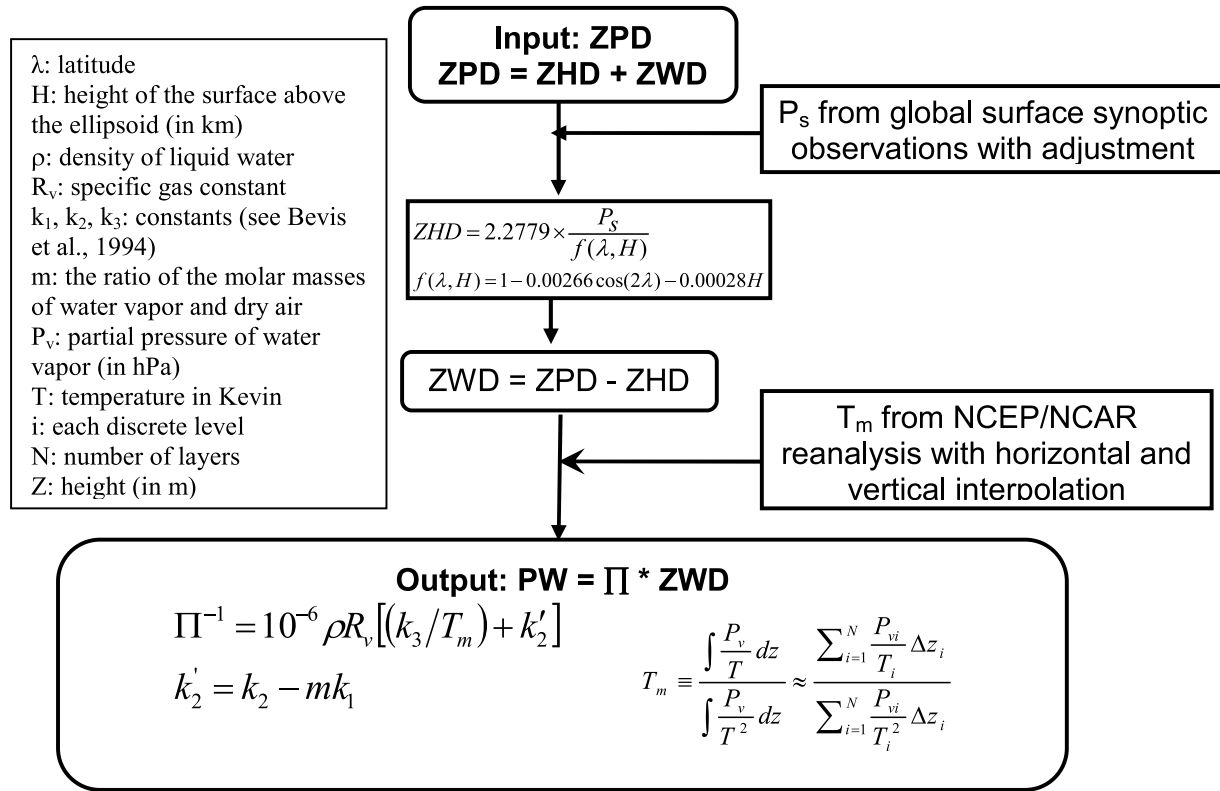 λ: latitude
H: height of the surface above
the ellipsoid (in km)
ρ: density of liquid water
Rᵥ: specific gas constant
k₁, k₂, k₃: constants (see Bevis
et al., 1994)
m: the ratio of the molar masses
of water vapor and dry air
Pᵥ: partial pressure of water
vapor (in hPa)
T: temperature in Kevin
i: each discrete level
N: number of layers
Z: height (in m)
Input: ZPD
ZPD = ZHD + ZWD
Pₛ from global surface synoptic
observations with adjustment
ZHD = 2.2779 × P_S / f(λ, H)
f(λ, H) = 1 − 0.00266 cos(2λ) − 0.00028H
ZWD = ZPD - ZHD
Tₘ from NCEP/NCAR
reanalysis with horizontal and
vertical interpolation
Output: PW = ∏ * ZWD
Π⁻¹ = 10⁻⁶ ρRᵥ[(k₃/Tₘ) + k₂′]
k₂' = k₂ − mk₁
Tₘ ≡ ∫ (Pᵥ/T) dz / ∫ (Pᵥ/T²) dz ≈ ∑ᵢ₌₁ᴺ (Pᵥᵢ/Tᵢ) Δzᵢ / ∑ᵢ₌₁ᴺ (Pᵥᵢ/Tᵢ²) Δzᵢ